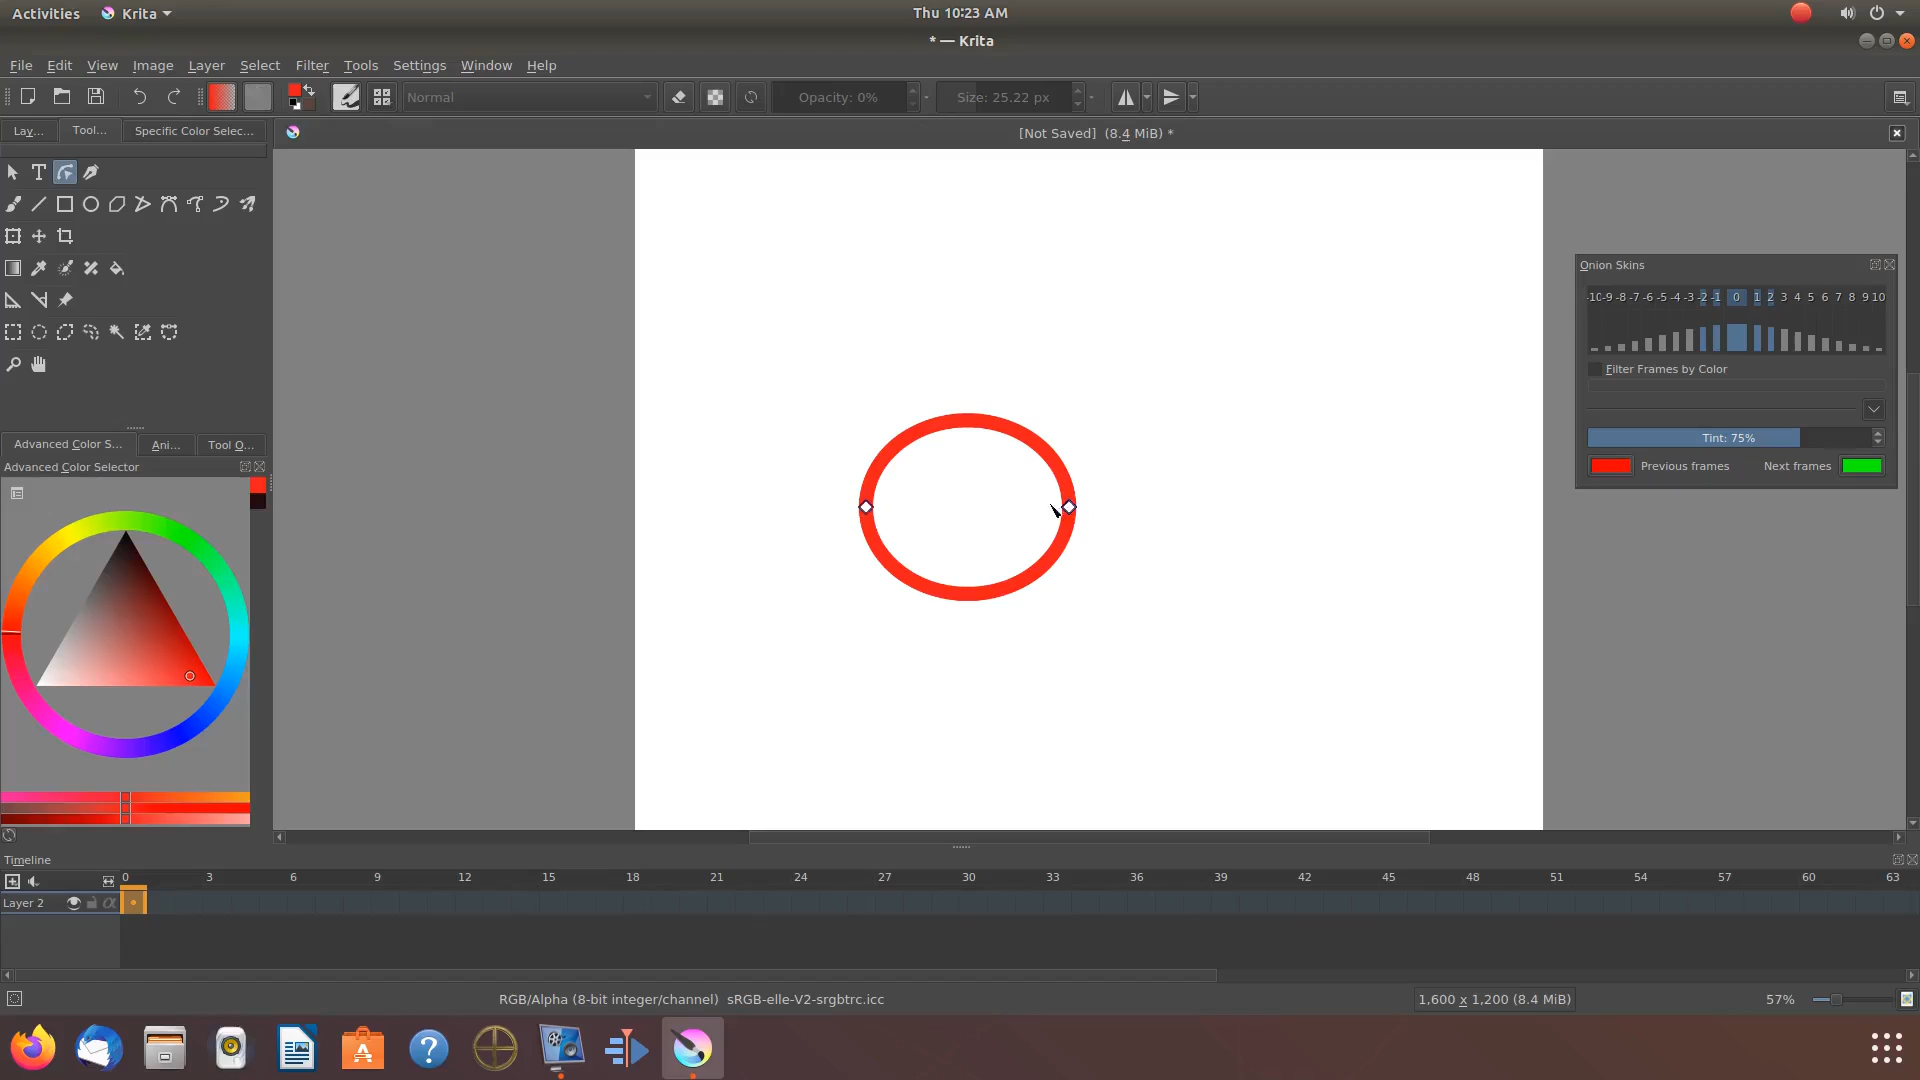 Activities Krita Thu 10:23 AM
* — Krita
File Edit View Image Layer Select Filter Tools Settings Window Help
Normal Opacity: 0% Size: 25.22 px
Lay... Tool... Specific Color Selec... [Not Saved] (8.4 MiB) *
Onion Skins
-10 -9 -8 -7 -6 -5 -4 -3 -2 -1 0 1 2 3 4 5 6 7 8 9 10
Filter Frames by Color
Tint: 75%
Previous frames Next frames
Advanced Color S... Ani... Tool O...
Advanced Color Selector
Timeline
0 3 6 9 12 15 18 21 24 27 30 33 36 39 42 45 48 51 54 57 60 63
Layer 2
RGB/Alpha (8-bit integer/channel) sRGB-elle-V2-srgbtrc.icc 1,600 x 1,200 (8.4 MiB) 57%